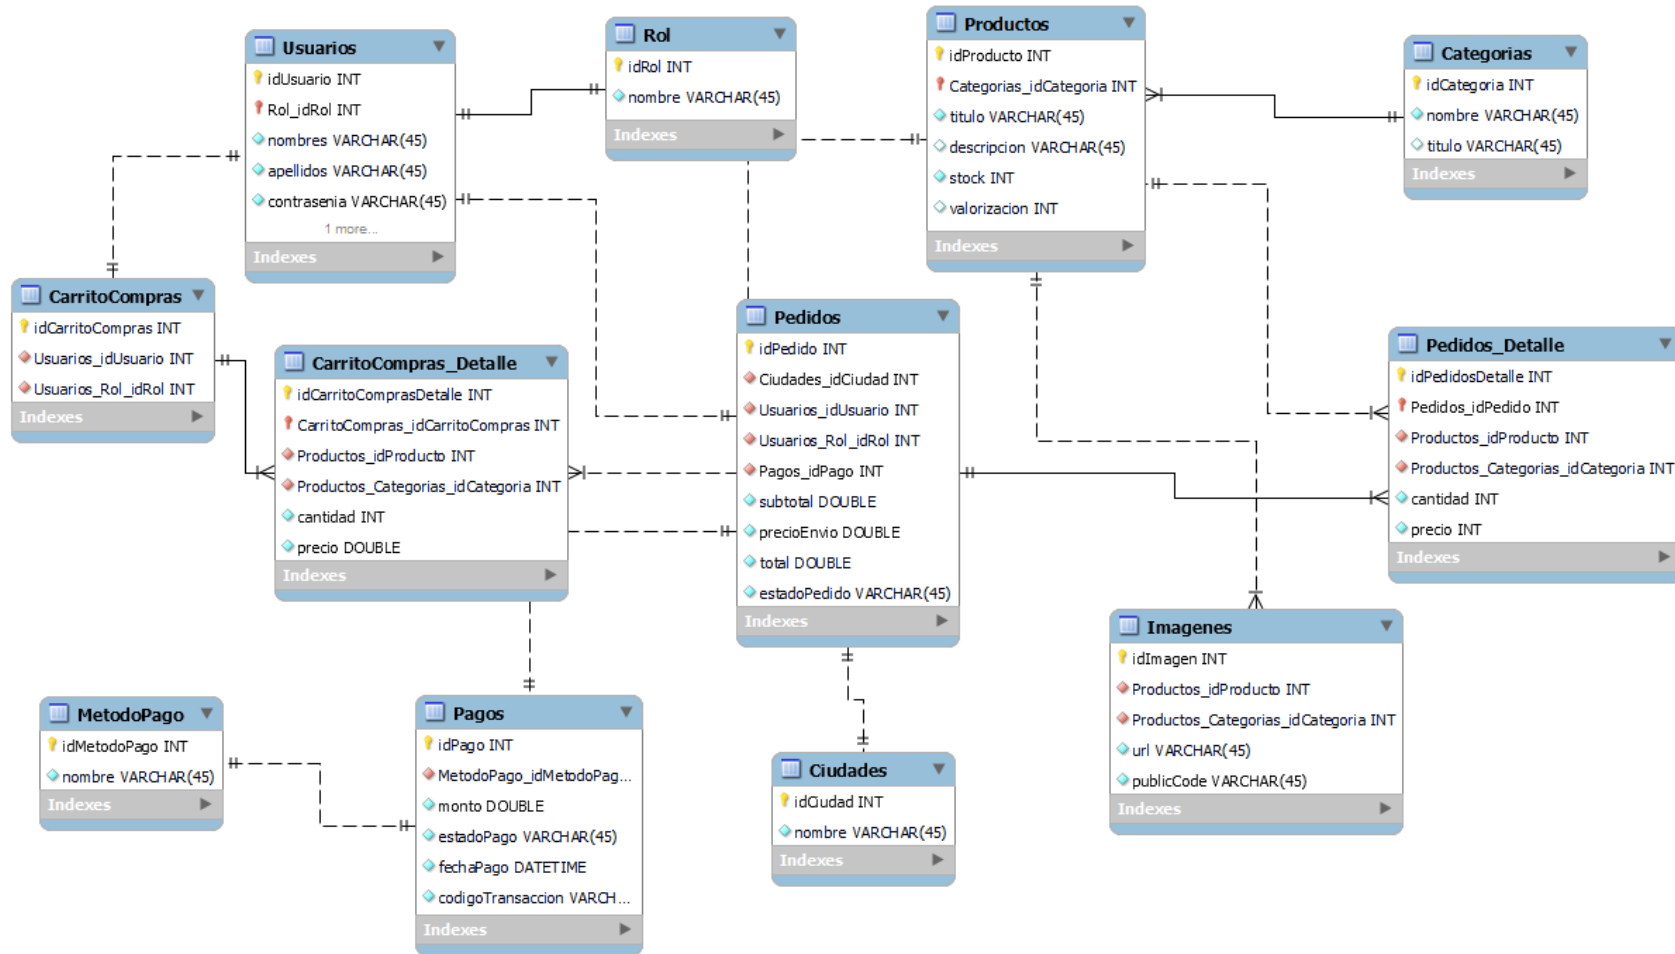 Usuarios
idUsuario INT
Rol_idRol INT
nombres VARCHAR(45)
apellidos VARCHAR(45)
contrasenia VARCHAR(45)
1 more...
Indexes
Rol
idRol INT
nombre VARCHAR(45)
Indexes
Productos
idProducto INT
Categorias_idCategoria INT
titulo VARCHAR(45)
descripcion VARCHAR(45)
stock INT
valorizacion INT
Indexes
Categorias
idCategoria INT
nombre VARCHAR(45)
titulo VARCHAR(45)
Indexes
CarritoCompras
idCarritoCompras INT
Usuarios_idUsuario INT
Usuarios_Rol_idRol INT
Indexes
CarritoCompras_Detalle
idCarritoComprasDetalle INT
CarritoCompras_idCarritoCompras INT
Productos_idProducto INT
Productos_Categorias_idCategoria INT
cantidad INT
precio DOUBLE
Indexes
Pedidos
idPedido INT
Ciudades_idCiudad INT
Usuarios_idUsuario INT
Usuarios_Rol_idRol INT
Pagos_idPago INT
subtotal DOUBLE
precioEnvio DOUBLE
total DOUBLE
estadoPedido VARCHAR(45)
Indexes
Pedidos_Detalle
idPedidosDetalle INT
Pedidos_idPedido INT
Productos_idProducto INT
Productos_Categorias_idCategoria INT
cantidad INT
precio INT
Indexes
Imagenes
idImagen INT
Productos_idProducto INT
Productos_Categorias_idCategoria INT
url VARCHAR(45)
publicCode VARCHAR(45)
Indexes
MetodoPago
idMetodoPago INT
nombre VARCHAR(45)
Indexes
Pagos
idPago INT
MetodoPago_idMetodoPag...
monto DOUBLE
estadoPago VARCHAR(45)
fechaPago DATETIME
codigoTransaccion VARCH...
Indexes
Ciudades
idCiudad INT
nombre VARCHAR(45)
Indexes